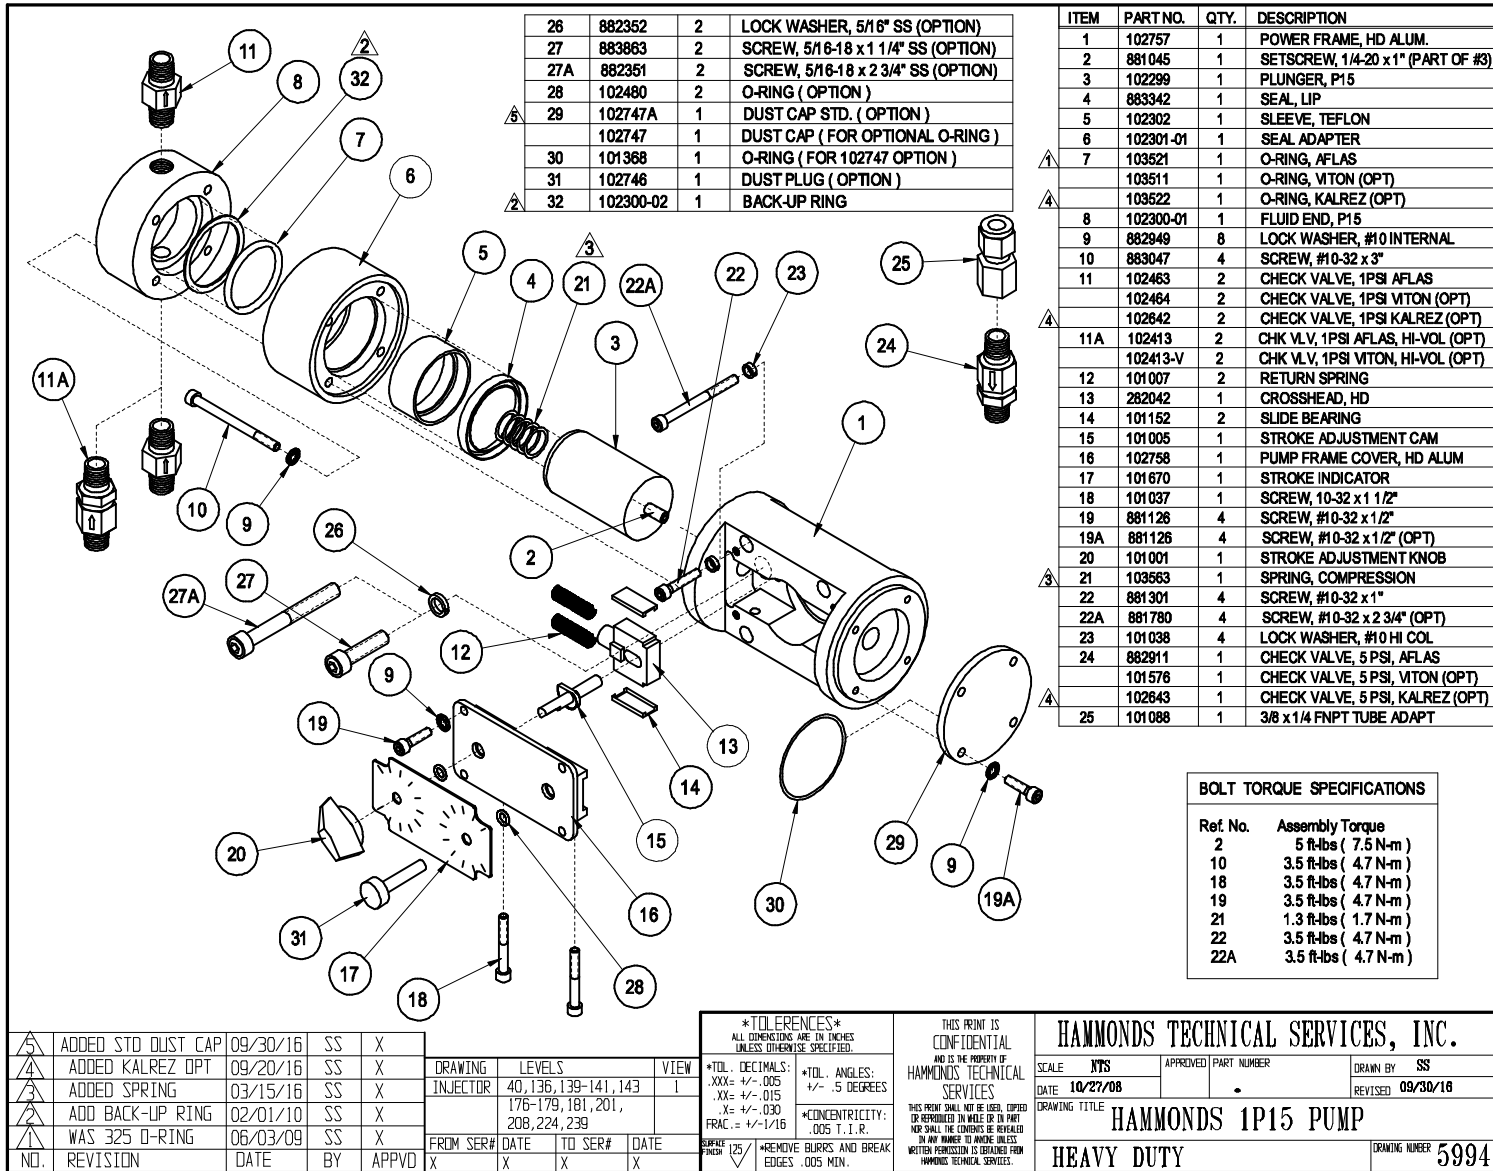 26 882352 2 LOCK WASHER, 5/16" SS (OPTION)
27 883863 2 SCREW, 5/16-18 x 1 1/4" SS (OPTION)
27A 882351 2 SCREW, 5/16-18 x 2 3/4" SS (OPTION)
28 102480 2 O-RING ( OPTION )
5 29 102747A 1 DUST CAP STD. ( OPTION )
102747 1 DUST CAP ( FOR OPTIONAL O-RING )
30 101368 1 O-RING ( FOR 102747 OPTION )
31 102746 1 DUST PLUG ( OPTION )
2 32 102300-02 1 BACK-UP RING
ITEM PART NO. QTY. DESCRIPTION
1 102757 1 POWER FRAME, HD ALUM.
2 881045 1 SETSCREW, 1/4-20 x 1" (PART OF #3)
3 102299 1 PLUNGER, P15
4 883342 1 SEAL, LIP
5 102302 1 SLEEVE, TEFLON
6 102301-01 1 SEAL ADAPTER
1 7 103521 1 O-RING, AFLAS
103511 1 O-RING, VITON (OPT)
4 103522 1 O-RING, KALREZ (OPT)
8 102300-01 1 FLUID END, P15
9 882949 8 LOCK WASHER, #10 INTERNAL
10 883047 4 SCREW, #10-32 x 3"
11 102463 2 CHECK VALVE, 1PSI AFLAS
102464 2 CHECK VALVE, 1PSI VITON (OPT)
4 102642 2 CHECK VALVE, 1PSI KALREZ (OPT)
11A 102413 2 CHK VLV, 1PSI AFLAS, HI-VOL (OPT)
102413-V 2 CHK VLV, 1PSI VITON, HI-VOL (OPT)
12 101007 2 RETURN SPRING
13 282042 1 CROSSHEAD, HD
14 101152 2 SLIDE BEARING
15 101005 1 STROKE ADJUSTMENT CAM
16 102758 1 PUMP FRAME COVER, HD ALUM
17 101670 1 STROKE INDICATOR
18 101037 1 SCREW, 10-32 x 1 1/2"
19 881126 4 SCREW, #10-32 x 1/2"
19A 881126 4 SCREW, #10-32 x 1/2" (OPT)
20 101001 1 STROKE ADJUSTMENT KNOB
3 21 103563 1 SPRING, COMPRESSION
22 881301 4 SCREW, #10-32 x 1"
22A 881780 4 SCREW, #10-32 x 2 3/4" (OPT)
23 101038 4 LOCK WASHER, #10 HI COL
24 882911 1 CHECK VALVE, 5 PSI, AFLAS
101576 1 CHECK VALVE, 5 PSI, VITON (OPT)
4 102643 1 CHECK VALVE, 5 PSI, KALREZ (OPT)
25 101088 1 3/8 x 1/4 FNPT TUBE ADAPT
11
2
8
32
7
6
5
3
4
21
22A
22
23
25
24
3
11A
1
10
9
2
26
27
27A
12
9
19
13
14
15
20
16
31
17
18
28
30
29
9
19A
BOLT TORQUE SPECIFICATIONS
Ref. No. Assembly Torque
2 5 ft-lbs ( 7.5 N-m )
10 3.5 ft-lbs ( 4.7 N-m )
18 3.5 ft-lbs ( 4.7 N-m )
19 3.5 ft-lbs ( 4.7 N-m )
21 1.3 ft-lbs ( 1.7 N-m )
22 3.5 ft-lbs ( 4.7 N-m )
22A 3.5 ft-lbs ( 4.7 N-m )
5 ADDED STD DUST CAP 09/30/16 SS X
4 ADDED KALREZ OPT 09/20/16 SS X
3 ADDED SPRING 03/15/16 SS X
2 ADD BACK-UP RING 02/01/10 SS X
1 WAS 325 O-RING 06/03/09 SS X
NO. REVISION DATE BY APPVD
DRAWING LEVELS VIEW
INJECTOR 40,136,139-141,143 1
176-179,181,201,
208,224,239
FROM SER# DATE TO SER# DATE
X X X X
*TOLERENCES*
ALL DIMENSIONS ARE IN INCHES
UNLESS OTHERWISE SPECIFIED.
*TOL. DECIMALS:
.XXX= +/-.005
.XX= +/-.015
.X= +/-.030
FRAC.= +/-1/16
*TOL. ANGLES:
+/- .5 DEGREES
*CONCENTRICITY:
.005 T.I.R.
SURFACE
FINISH 125
*REMOVE BURRS AND BREAK
EDGES .005 MIN.
THIS PRINT IS
CONFIDENTIAL
AND IS THE PROPERTY OF
HAMMONDS TECHNICAL
SERVICES
THIS PRINT SHALL NOT BE USED, COPIED
OR REPRODUCED IN WHOLE OR IN PART
NOR SHALL THE CONTENTS BE REVEALED
IN ANY MANNER TO ANYONE UNLESS
WRITTEN PERMISSION IS OBTAINED FROM
HAMMONDS TECHNICAL SERVICES.
HAMMONDS TECHNICAL SERVICES, INC.
SCALE NTS APPROVED PART NUMBER DRAWN BY SS
DATE 10/27/08 REVISED 09/30/16
DRAWING TITLE HAMMONDS 1P15 PUMP
HEAVY DUTY DRAWING NUMBER 5994